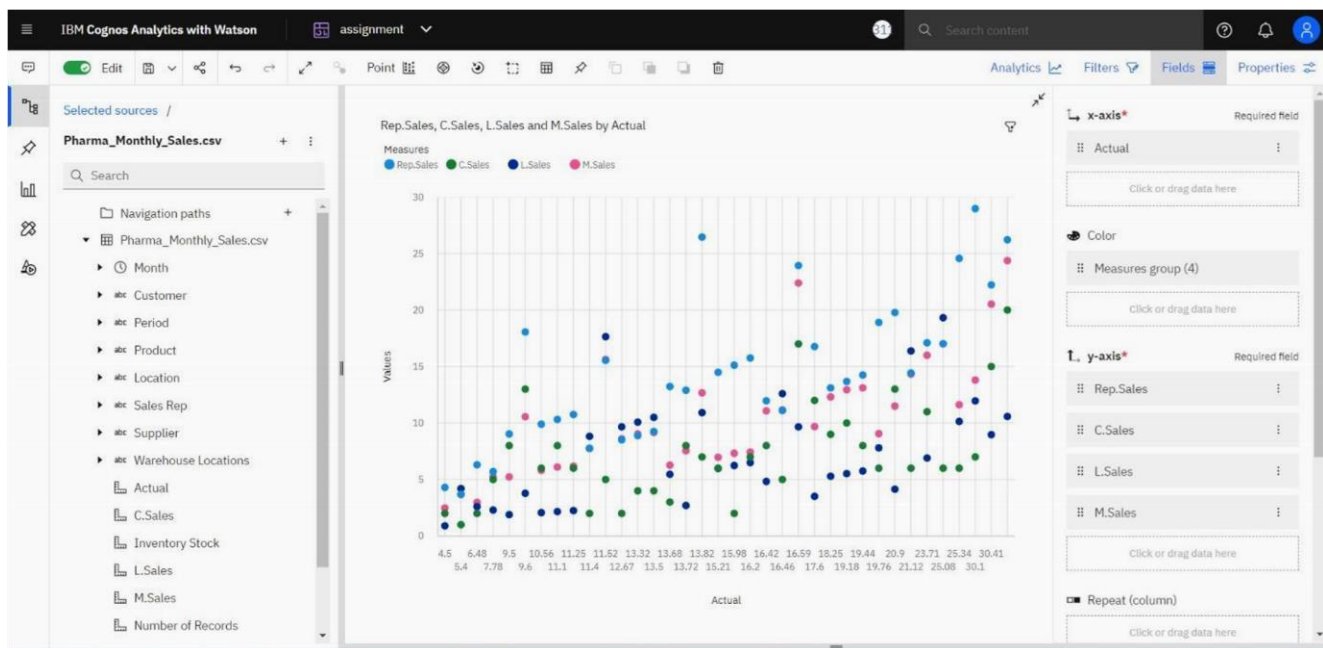 IBM Cognos Analytics with Watson
assignment
Search content
Edit
Point
Analytics
Filters
Fields
Properties
Selected sources /
Pharma_Monthly_Sales.csv
Search
Navigation paths
Pharma_Monthly_Sales.csv
Month
abc Customer
abc Period
abc Product
abc Location
abc Sales Rep
abc Supplier
abc Warehouse Locations
Actual
C.Sales
Inventory Stock
L.Sales
M.Sales
Number of Records
Rep.Sales, C.Sales, L.Sales and M.Sales by Actual
Measures
Rep.Sales C.Sales L.Sales M.Sales
30
25
20
15
10
5
0
Values
4.5 6.48 9.5 10.56 11.25 11.52 13.32 13.68 13.82 15.98 16.42 16.59 18.25 19.44 20.9 23.71 25.34 30.41
5.4 7.78 9.6 11.1 11.4 12.67 13.5 13.72 15.21 16.2 16.46 17.6 19.18 19.76 21.12 25.08 30.1
Actual
x-axis* Required field
Actual
Click or drag data here
Color
Measures group (4)
Click or drag data here
y-axis* Required field
Rep.Sales
C.Sales
L.Sales
M.Sales
Click or drag data here
Repeat (column)
Click or drag data here